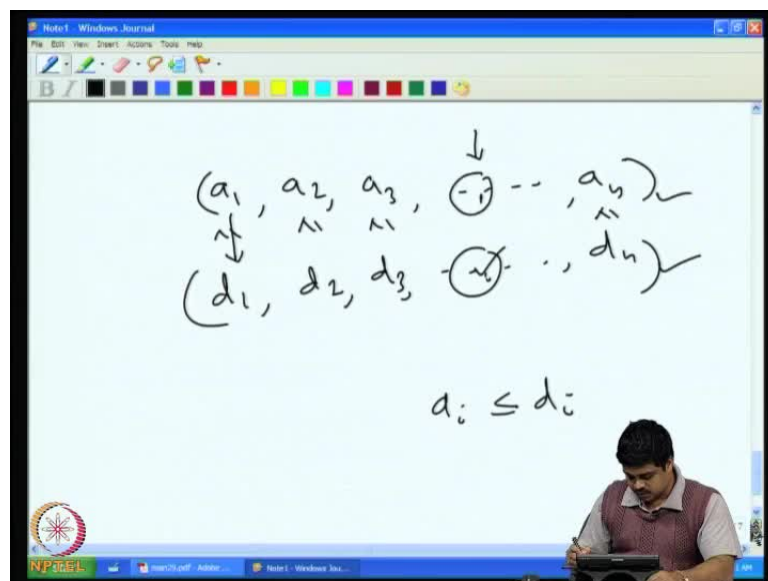 Note1 - Windows Journal
File Edit View Insert Actions Tools Help
B I
↓
(a₁, a₂, a₃, - - -, aₙ) ✓
(d₁, d₂, d₃, - - ·, dₙ) ✓
aᵢ ≤ dᵢ
NPTEL
Note1 - Windows Jou...